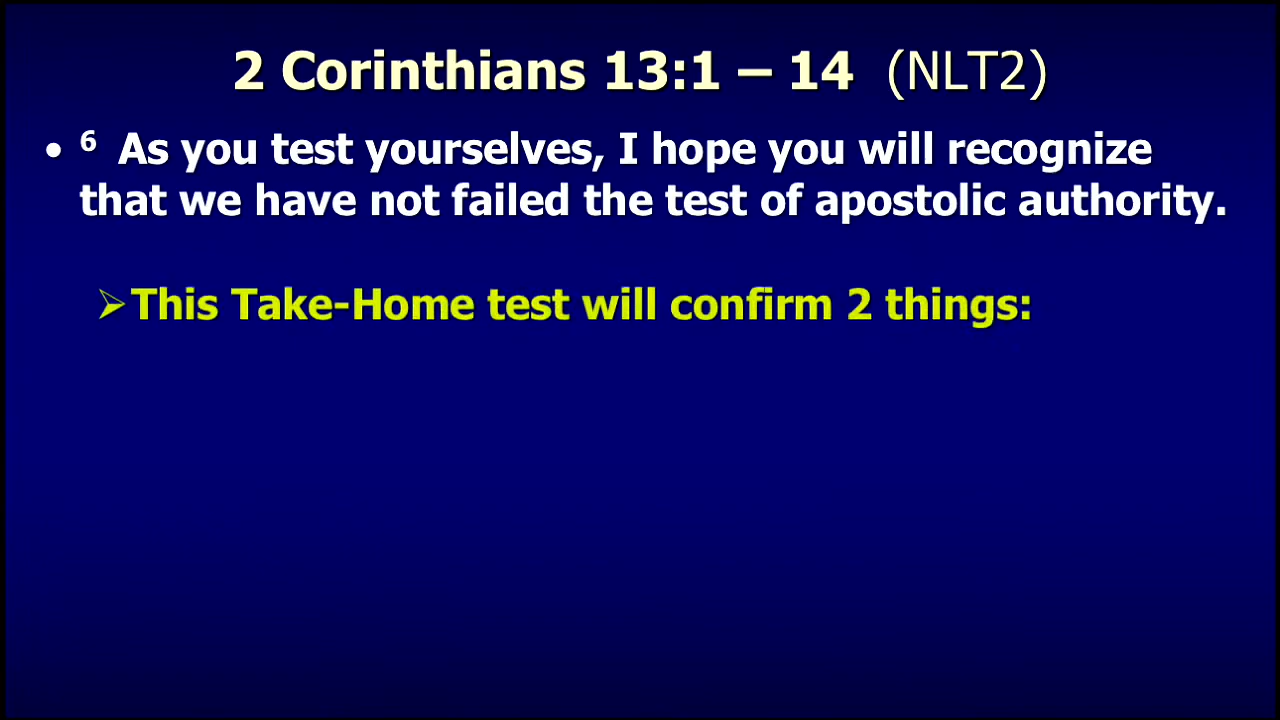 2 Corinthians 13:1 – 14 (NLT2)
• ⁶ As you test yourselves, I hope you will recognize
that we have not failed the test of apostolic authority.
➢This Take-Home test will confirm 2 things: